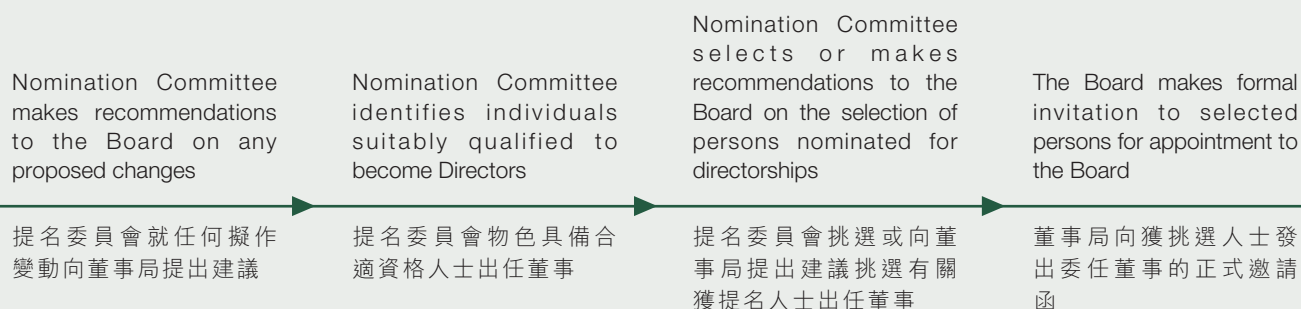 Nomination Committee
makes recommendations
to the Board on any
proposed changes
Nomination Committee
identifies individuals
suitably qualified to
become Directors
Nomination Committee
selects or makes
recommendations to the
Board on the selection of
persons nominated for
directorships
The Board makes formal
invitation to selected
persons for appointment to
the Board
提名委員會就任何擬作
變動向董事局提出建議
提名委員會物色具備合
適資格人士出任董事
提名委員會挑選或向董
事局提出建議挑選有關
獲提名人士出任董事
董事局向獲挑選人士發
出委任董事的正式邀請
函